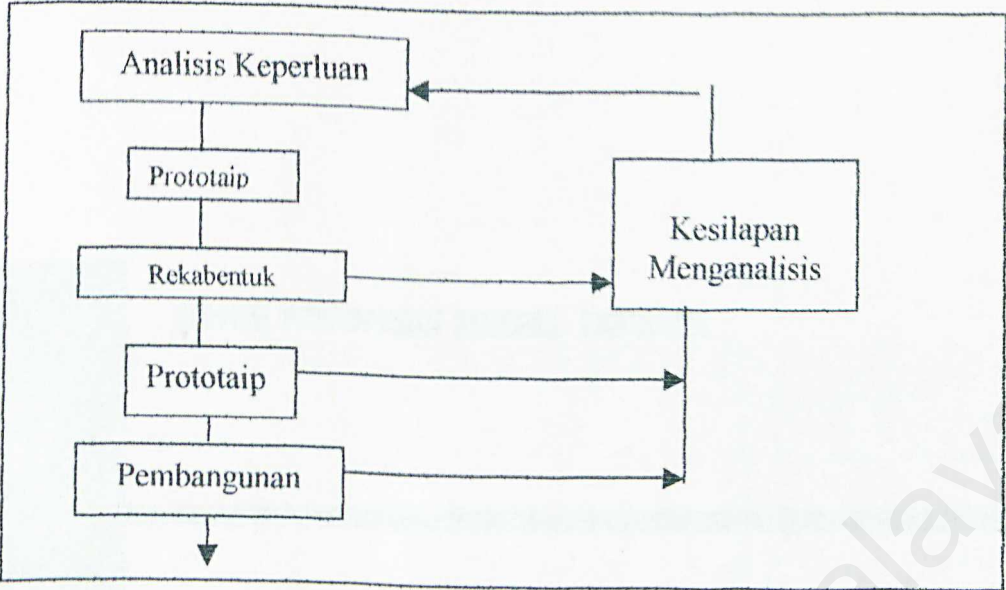 Analisis Keperluan
Prototaip
Kesilapan
Menganalisis
Rekabentuk
Prototaip
Pembangunan